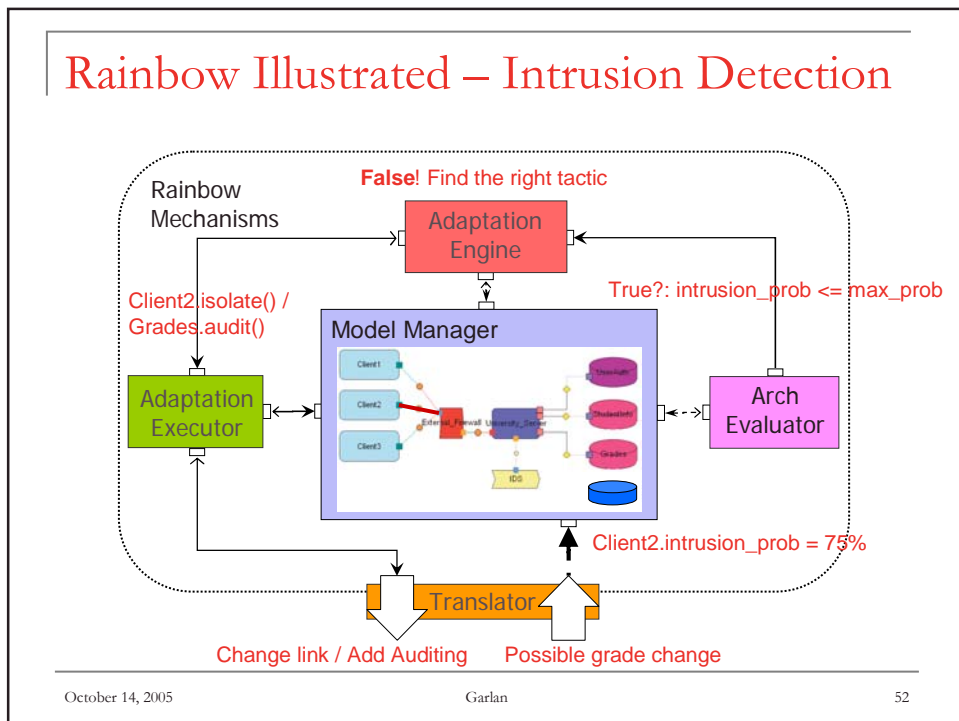 Rainbow Illustrated – Intrusion Detection
False! Find the right tactic
Rainbow
Mechanisms
Adaptation
Engine
Client2.isolate() /
Grades.audit()
True?: intrusion_prob <= max_prob
Model Manager
Client1
Client2
Client3
External_Firewall
University_Server
UserAuth
StudentInfo
Grades
IDS
Adaptation
Executor
Arch
Evaluator
Client2.intrusion_prob = 75%
Translator
Change link / Add Auditing
Possible grade change
October 14, 2005
Garlan
52